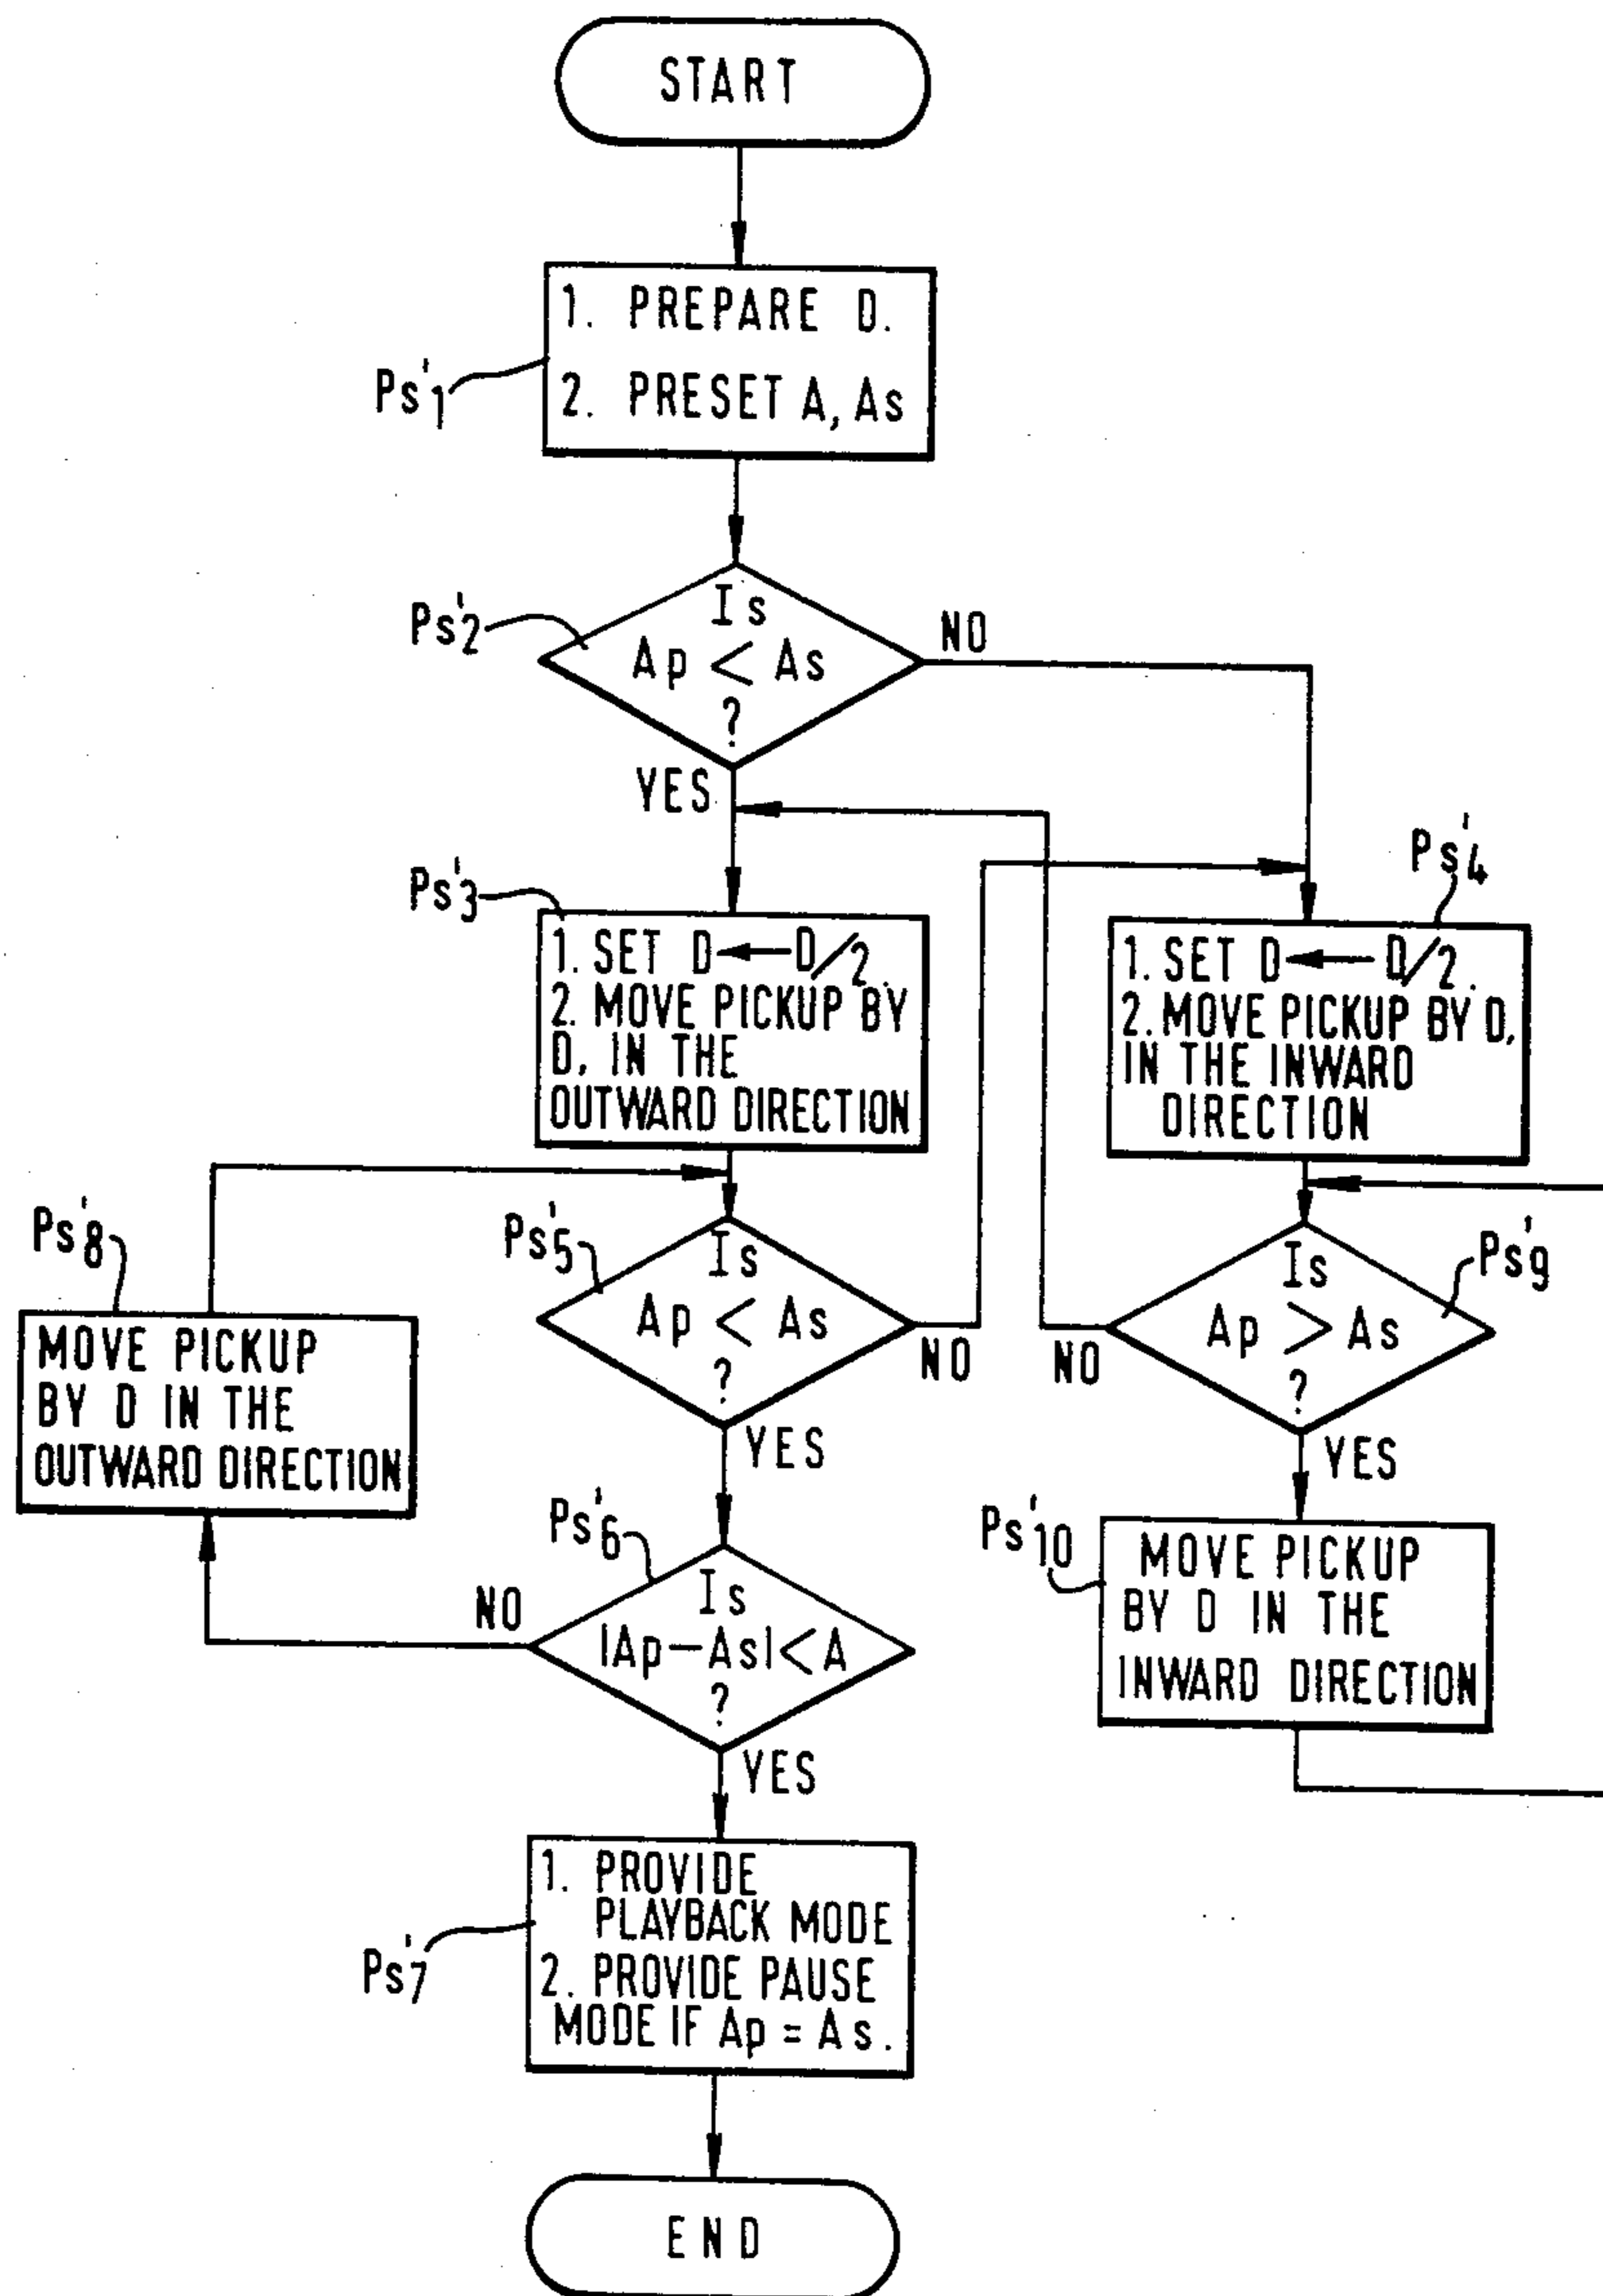 START
1. PREPARE D.
2. PRESET A, As
Ps'1
Is
Ap < As
?
Ps'2
NO
YES
Ps'3
1. SET D ← D/2.
2. MOVE PICKUP BY
D, IN THE
OUTWARD DIRECTION
Ps'4
1. SET D ← D/2.
2. MOVE PICKUP BY D,
IN THE INWARD
DIRECTION
Ps'8
MOVE PICKUP
BY D IN THE
OUTWARD DIRECTION
Ps'5
Is
Ap < As
?
NO
YES
Ps'9
Is
Ap > As
?
NO
YES
Ps'6
Is
|Ap-As|<A
?
NO
YES
Ps'10
MOVE PICKUP
BY D IN THE
INWARD DIRECTION
Ps'7
1. PROVIDE
PLAYBACK MODE
2. PROVIDE PAUSE
MODE IF Ap = As.
END